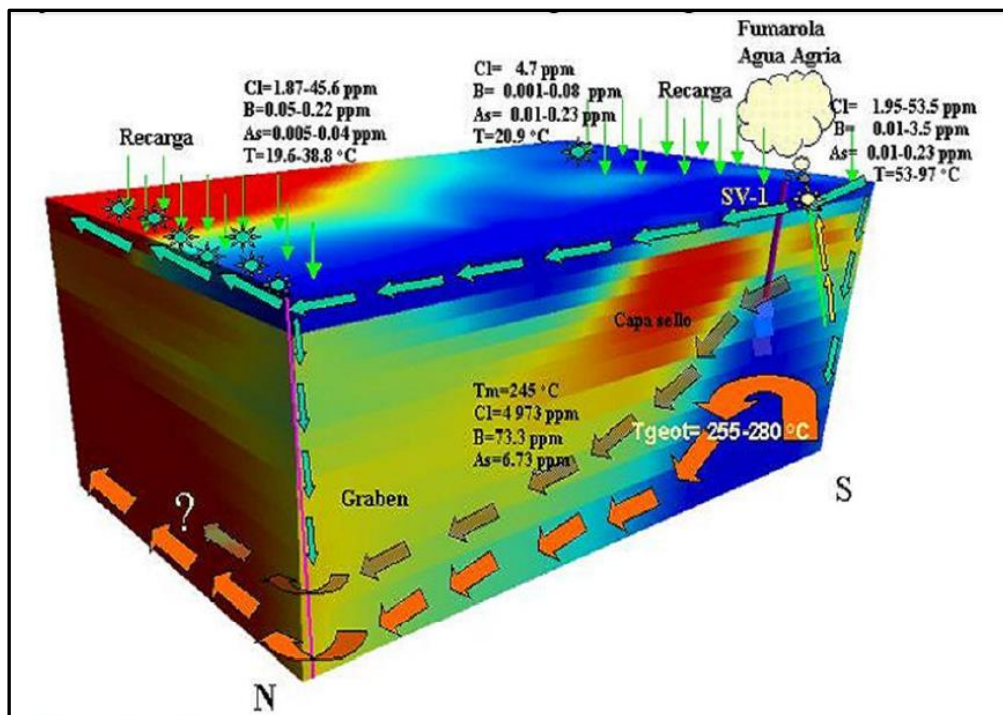 Fumarola
Agua Agria
Cl= 1.87-45.6 ppm
B=0.05-0.22 ppm
As=0.005-0.04 ppm
T=19.6-38.8 °C
Cl= 4.7 ppm
B= 0.001-0.08 ppm
As= 0.01-0.23 ppm
T=20.9 °C
Cl= 1.95-53.5 ppm
B= 0.01-3.5 ppm
As= 0.01-0.23 ppm
T=53-97 °C
Recarga
Recarga
SV-1
Capa sello
Tm=245 °C
Cl=4 973 ppm
B=73.3 ppm
As=6.73 ppm
Tgeot= 255-280 °C
Graben
?
S
N